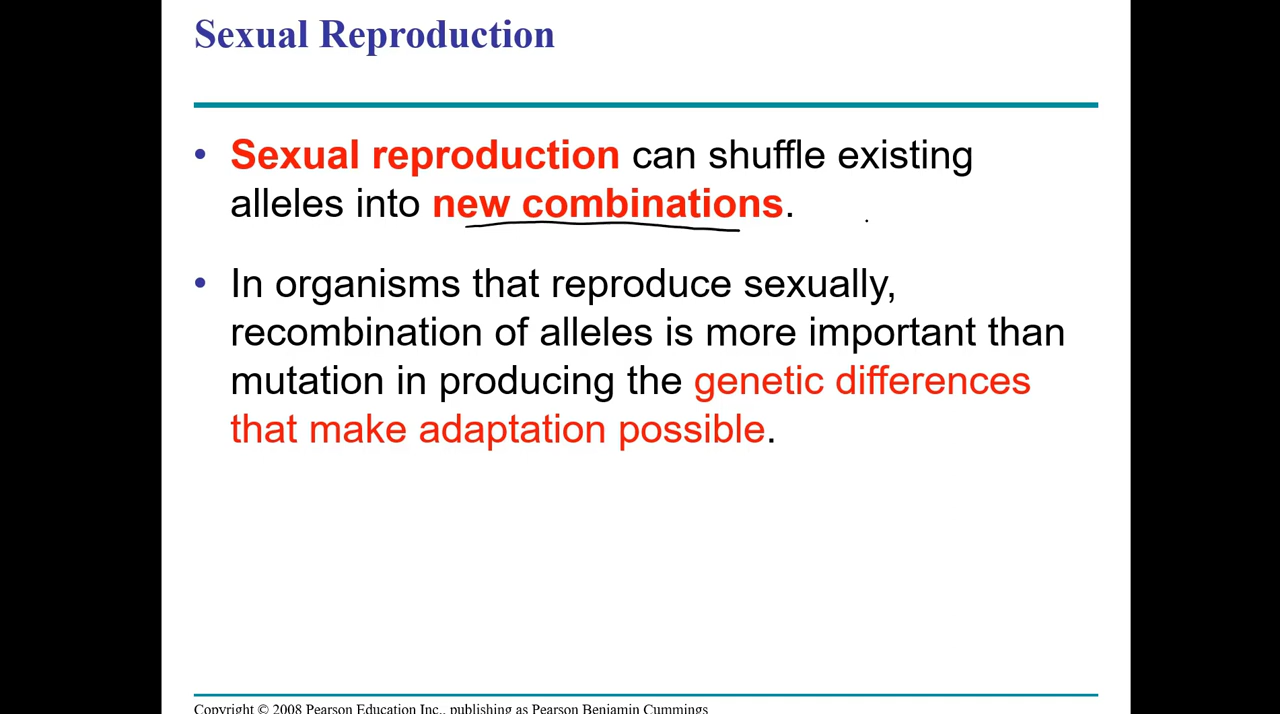 Sexual Reproduction
• Sexual reproduction can shuffle existing
alleles into new combinations.
• In organisms that reproduce sexually,
recombination of alleles is more important than
mutation in producing the genetic differences
that make adaptation possible.
Copyright © 2008 Pearson Education Inc., publishing as Pearson Benjamin Cummings